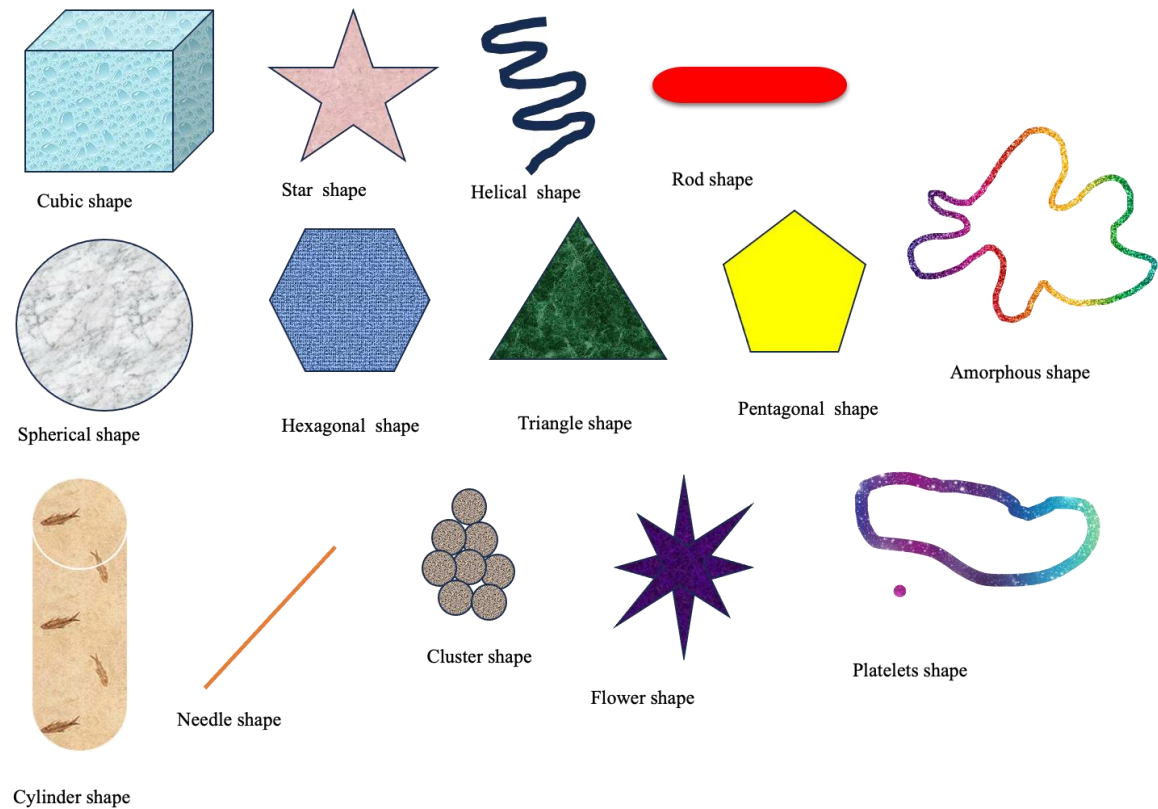 Cubic shape
Star  shape
Helical  shape
Rod shape
Amorphous shape
Spherical shape
Hexagonal  shape
Triangle shape
Pentagonal  shape
Cylinder shape
Needle shape
Cluster shape
Flower shape
Platelets shape